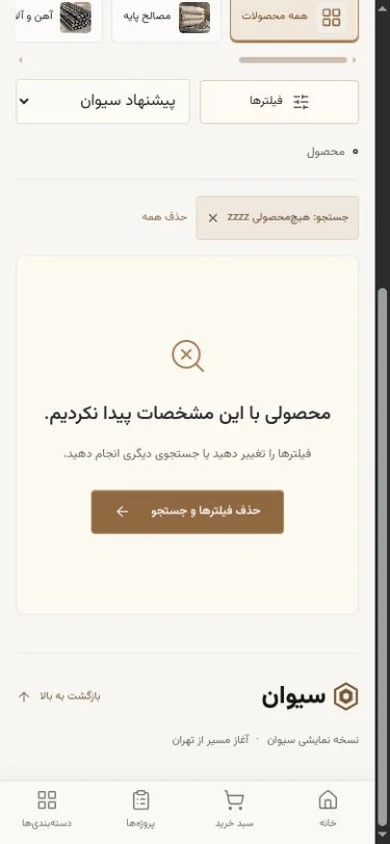 همه محصولات
مصالح پایه
آهن و آلا
فیلترها
پیشنهاد سیوان
۰ محصول
جستجو: هیچ‌محصولی zzzz ×
حذف همه
محصولی با این مشخصات پیدا نکردیم.
فیلترها را تغییر دهید یا جستجوی دیگری انجام دهید.
حذف فیلترها و جستجو ←
سیوان
بازگشت به بالا ↑
نسخه نمایشی سیوان · آغاز مسیر از تهران
خانه
سبد خرید
پروژه‌ها
دسته‌بندی‌ها